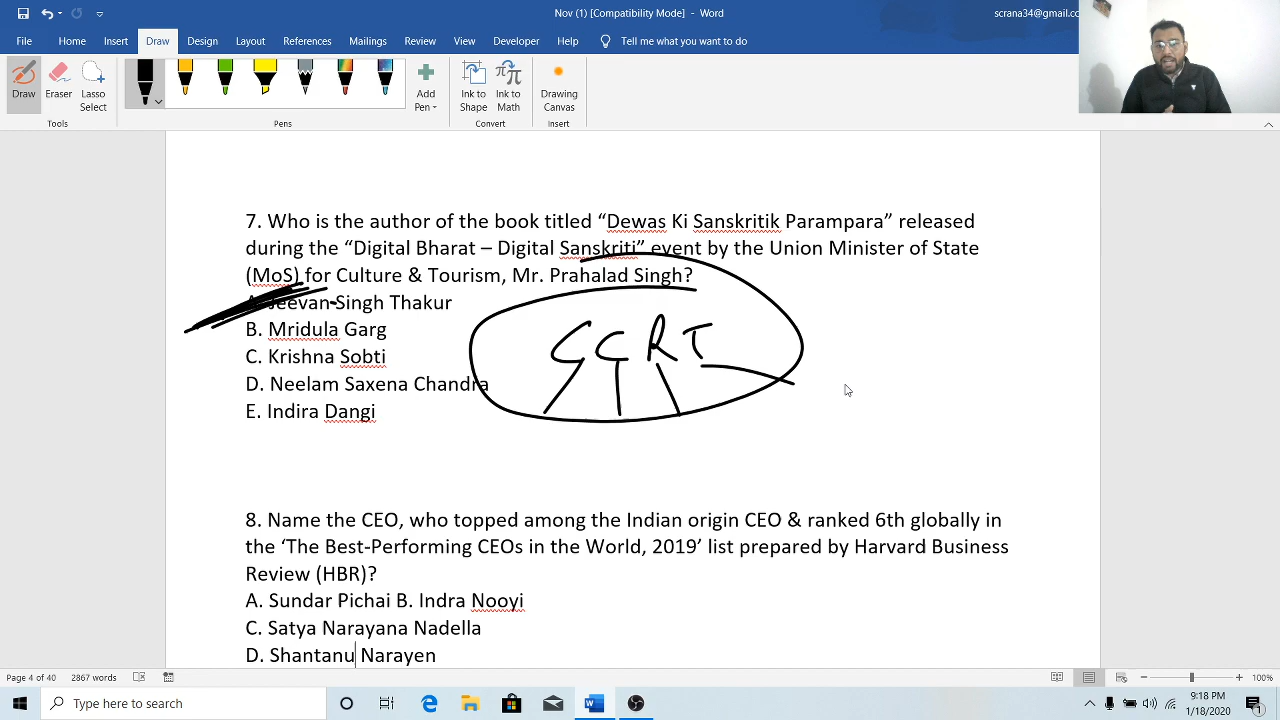 Nov (1) [Compatibility Mode] - Word
scrana34@gmail.co
File Home Insert Draw Design Layout References Mailings Review View Developer Help Tell me what you want to do
Draw Eraser Lasso Select Add Pen Ink to Shape Ink to Math Drawing Canvas
Tools Pens Convert Insert
7. Who is the author of the book titled “Dewas Ki Sanskritik Parampara” released
during the “Digital Bharat – Digital Sanskriti” event by the Union Minister of State
(MoS) for Culture & Tourism, Mr. Prahalad Singh?
A. Jeevan Singh Thakur
B. Mridula Garg
C. Krishna Sobti
D. Neelam Saxena Chandra
E. Indira Dangi
CCRT
8. Name the CEO, who topped among the Indian origin CEO & ranked 6th globally in
the ‘The Best-Performing CEOs in the World, 2019’ list prepared by Harvard Business
Review (HBR)?
A. Sundar Pichai B. Indra Nooyi
C. Satya Narayana Nadella
D. Shantanu Narayen
Page 4 of 40 2867 words 100%
Type here to search
9:18 PM
1/18/2020